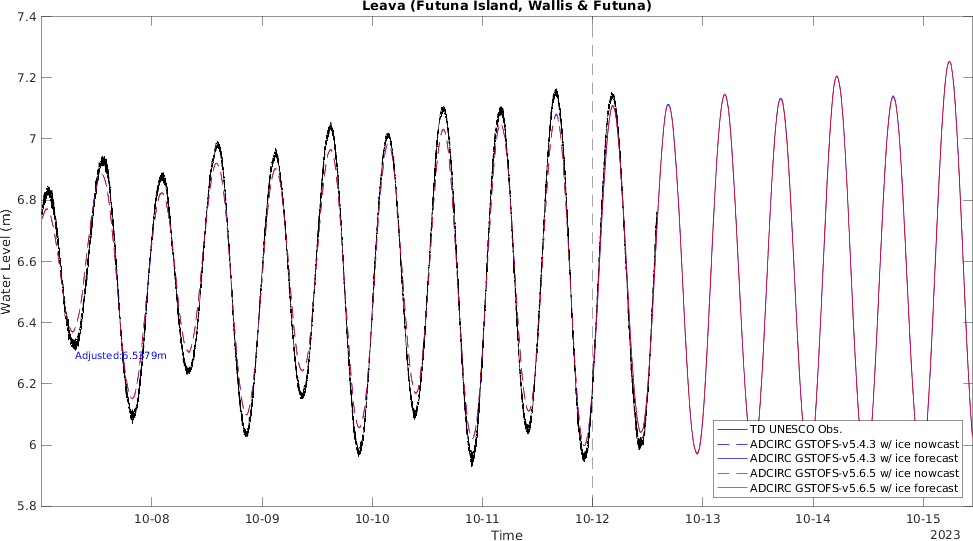 Leava (Futuna Island, Wallis & Futuna)
7.4
7.2
7
6.8
6.6
6.4
6.2
6
5.8
Water Level (m)
Adjusted:6.5279m
TD UNESCO Obs.
ADCIRC GSTOFS-v5.4.3 w/ ice nowcast
ADCIRC GSTOFS-v5.4.3 w/ ice forecast
ADCIRC GSTOFS-v5.6.5 w/ ice nowcast
ADCIRC GSTOFS-v5.6.5 w/ ice forecast
10-08 10-09 10-10 10-11 10-12 10-13 10-14 10-15
Time
2023